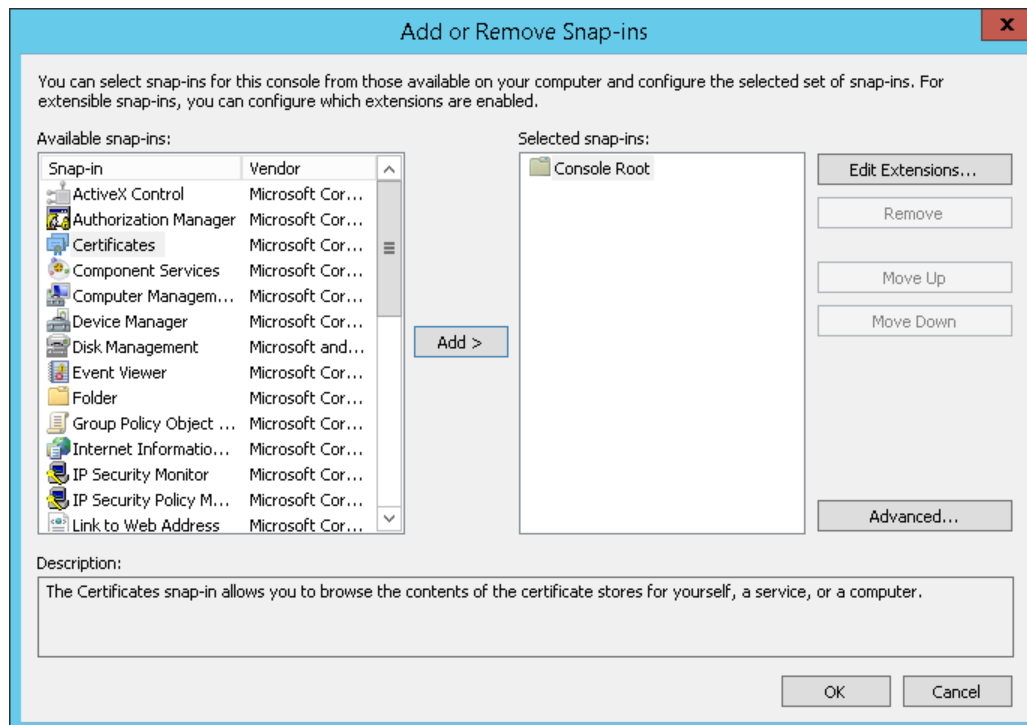 Add or Remove Snap-ins
x
You can select snap-ins for this console from those available on your computer and configure the selected set of snap-ins. For
extensible snap-ins, you can configure which extensions are enabled.
Available snap-ins:
Snap-in Vendor
ActiveX Control Microsoft Cor...
Authorization Manager Microsoft Cor...
Certificates Microsoft Cor...
Component Services Microsoft Cor...
Computer Managem... Microsoft Cor...
Device Manager Microsoft Cor...
Disk Management Microsoft and...
Event Viewer Microsoft Cor...
Folder Microsoft Cor...
Group Policy Object ... Microsoft Cor...
Internet Informatio... Microsoft Cor...
IP Security Monitor Microsoft Cor...
IP Security Policy M... Microsoft Cor...
Link to Web Address Microsoft Cor...
Add >
Selected snap-ins:
Console Root
Edit Extensions...
Remove
Move Up
Move Down
Advanced...
Description:
The Certificates snap-in allows you to browse the contents of the certificate stores for yourself, a service, or a computer.
OK
Cancel